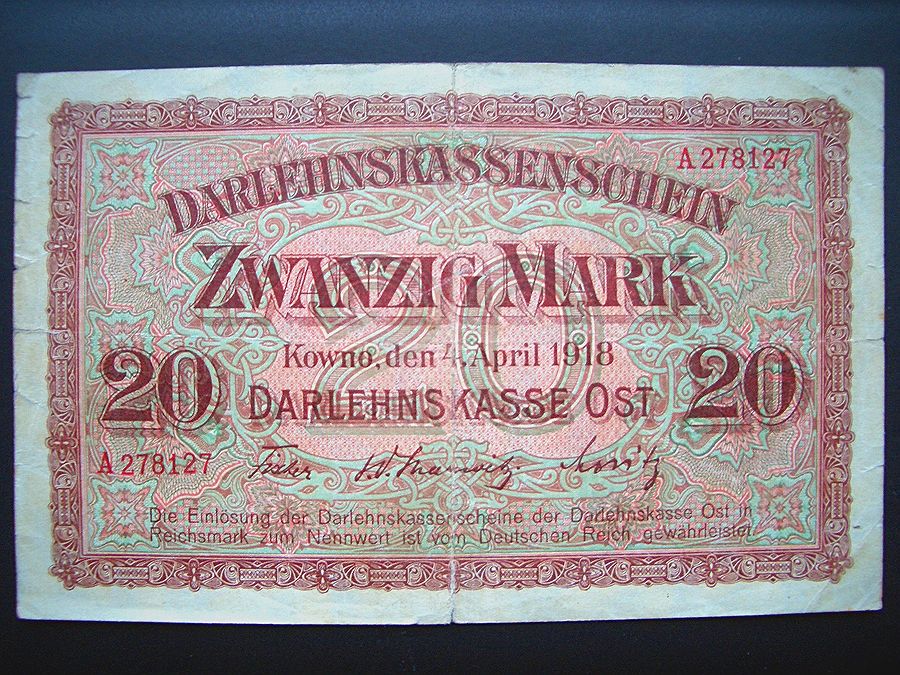 A 278127
DARLEHNSKASSENSCHEIN
ZWANZIG MARK
Kowno, den 4. April 1918
20 DARLEHNSKASSE OST 20
A 278127
Die Einlösung der Darlehnskassenscheine der Darlehnskasse Ost in
Reichsmark zum Nennwert ist vom Deutschen Reich gewährleistet.